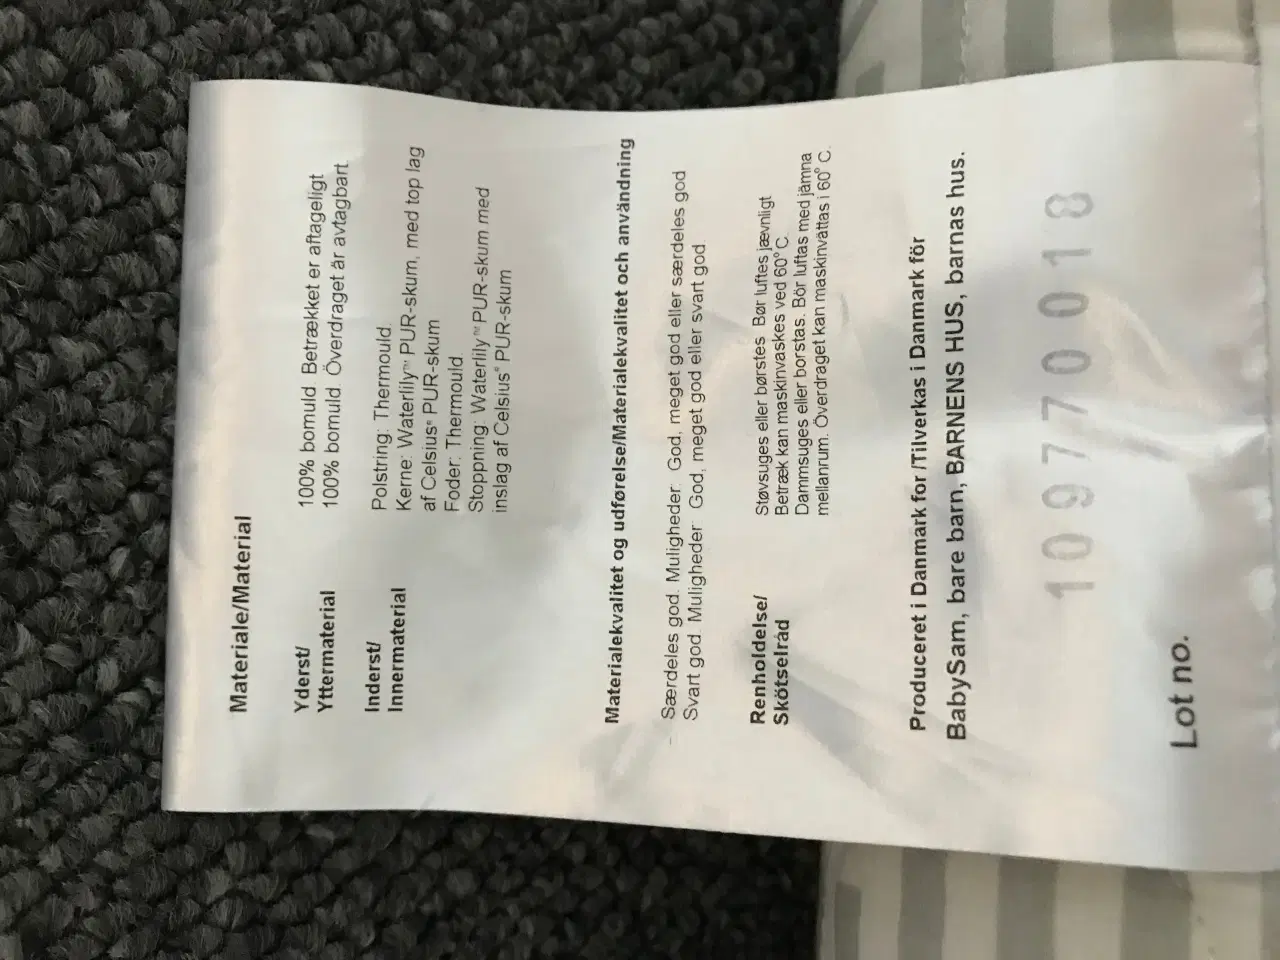 Materiale/Material
Yderst/ 100% bomuld Betrækket er aftageligt
Yttermaterial 100% bomuld Överdraget är avtagbart
Inderst/ Polstring: Thermould
Innermaterial Kerne: Waterlily™ PUR-skum, med top lag
af Celsius® PUR-skum
Foder: Thermould
Stoppning: Waterlily™ PUR-skum med
inslag af Celsius® PUR-skum
Materialekvalitet og udførelse/Materialekvalitet och användning
Særdeles god. Muligheder: God, meget god eller særdeles god
Svart god. Muligheder God, meget god eller svart god
Renholdelse/ Støvsuges eller børstes Bør luftes jævnligt
Skötselråd Betræk kan maskinvaskes ved 60° C.
Dammsuges eller borstas. Bör luftas med jämna
mellanrum. Överdraget kan maskinvättas i 60° C.
Produceret i Danmark for /Tilverkas i Danmark för
BabySam, bare barn, BARNENS HUS, barnas hus.
109770018
Lot no.